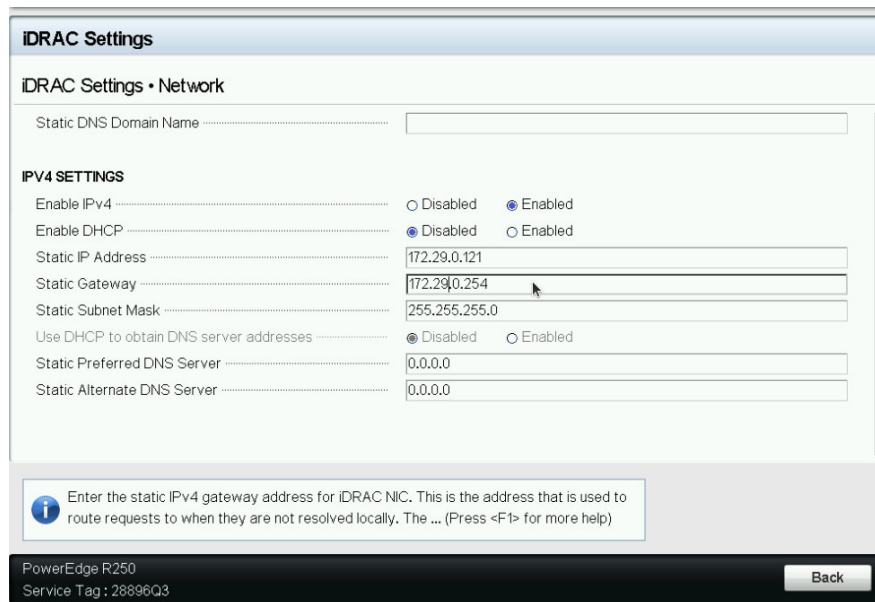 iDRAC Settings
iDRAC Settings • Network
Static DNS Domain Name
IPV4 SETTINGS
Enable IPv4 Disabled Enabled
Enable DHCP Disabled Enabled
Static IP Address 172.29.0.121
Static Gateway 172.29.0.254
Static Subnet Mask 255.255.255.0
Use DHCP to obtain DNS server addresses Disabled Enabled
Static Preferred DNS Server 0.0.0.0
Static Alternate DNS Server 0.0.0.0
Enter the static IPv4 gateway address for iDRAC NIC. This is the address that is used to
route requests to when they are not resolved locally. The ... (Press <F1> for more help)
PowerEdge R250
Service Tag : 28896Q3
Back